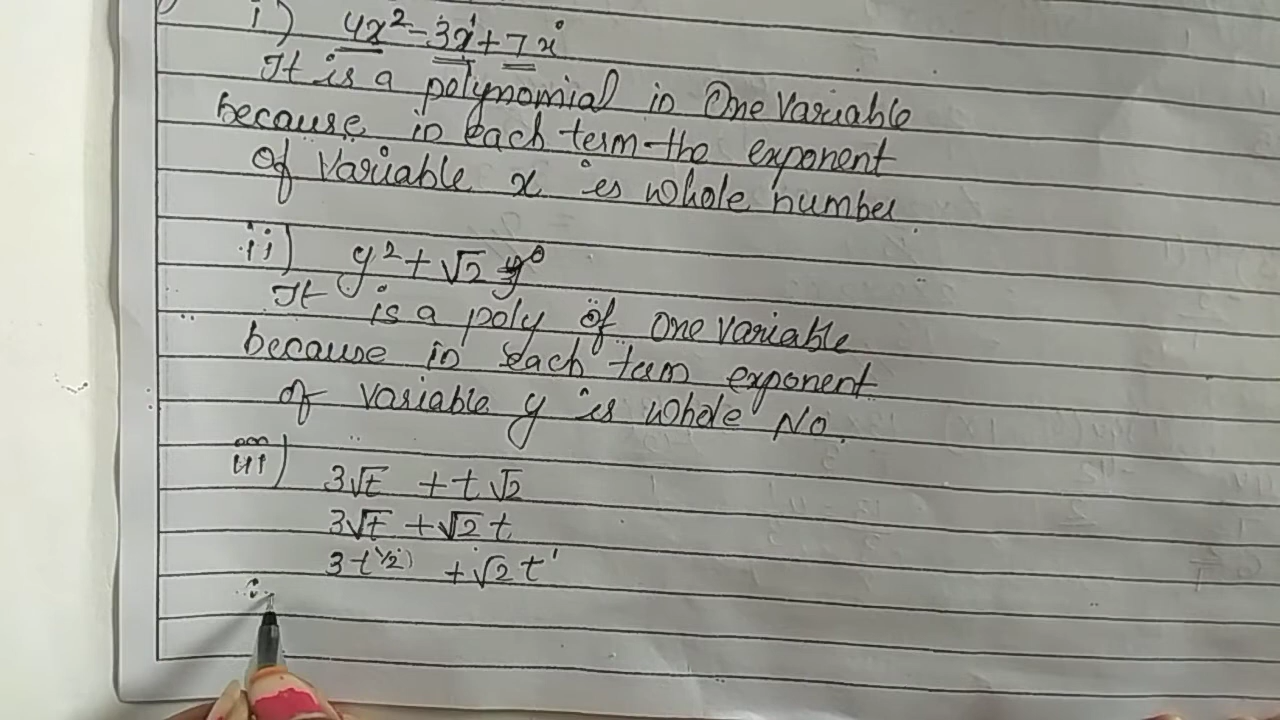 i) 4x² - 3x¹ + 7x⁰
It is a polynomial in One Variable
because in each term the exponent
of Variable x is whole number.
ii) y² + √2 y⁰
It is a poly of one variable
because in each term exponent
of variable y is whole No.
iii) 3√t + t√2
3√t + √2 t
3t(1/2) + √2 t¹